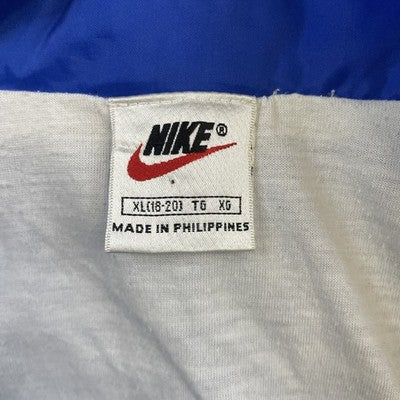 NIKE®
XL(18-20) TG XG
MADE IN PHILIPPINES